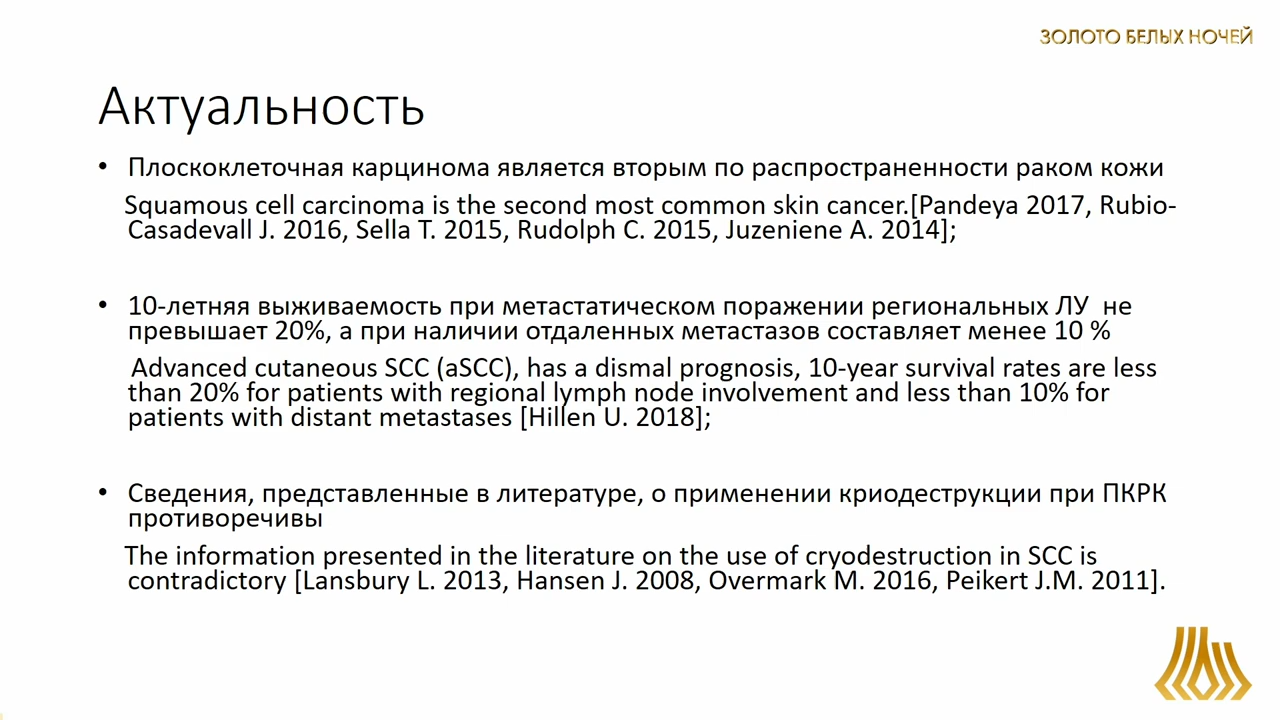 ЗОЛОТО БЕЛЫХ НОЧЕЙ
Актуальность
• Плоскоклеточная карцинома является вторым по распространенности раком кожи
Squamous cell carcinoma is the second most common skin cancer.[Pandeya 2017, Rubio-
Casadevall J. 2016, Sella T. 2015, Rudolph C. 2015, Juzeniene A. 2014];
• 10-летняя выживаемость при метастатическом поражении региональных ЛУ не
превышает 20%, а при наличии отдаленных метастазов составляет менее 10 %
Advanced cutaneous SCC (aSCC), has a dismal prognosis, 10-year survival rates are less
than 20% for patients with regional lymph node involvement and less than 10% for
patients with distant metastases [Hillen U. 2018];
• Сведения, представленные в литературе, о применении криодеструкции при ПКРК
противоречивы
The information presented in the literature on the use of cryodestruction in SCC is
contradictory [Lansbury L. 2013, Hansen J. 2008, Overmark M. 2016, Peikert J.M. 2011].